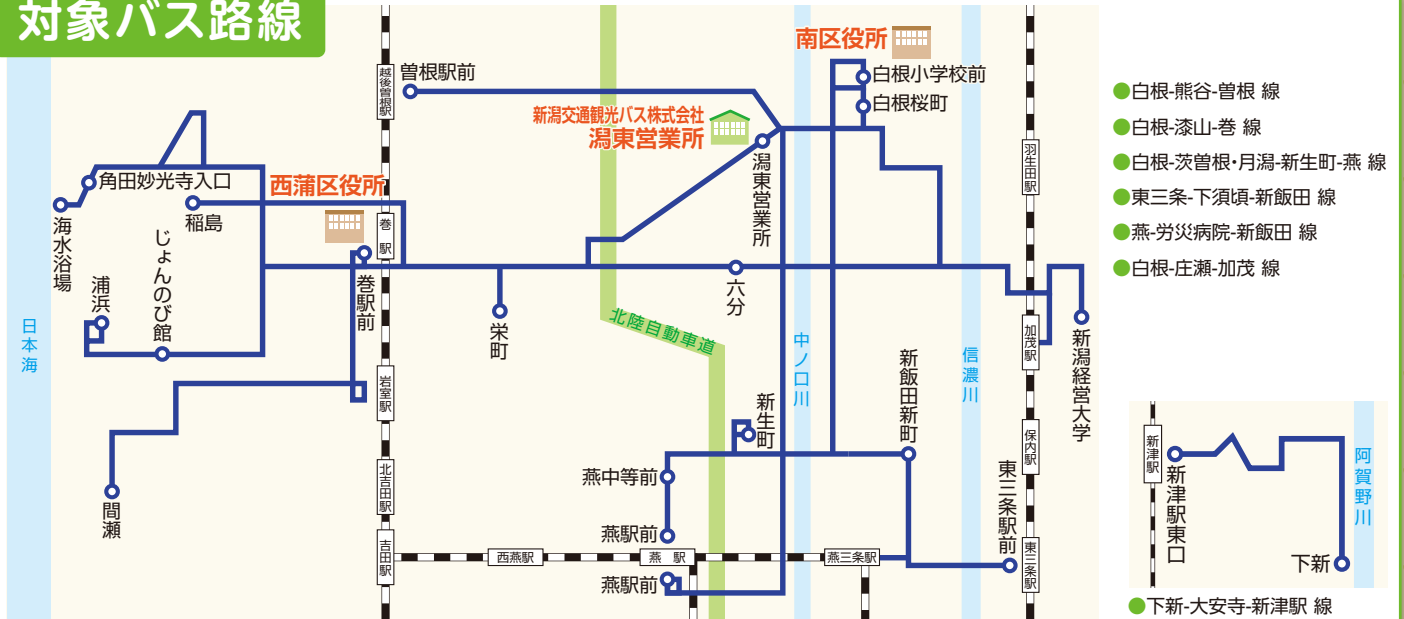 対象バス路線
南区役所
越後曽根駅
曽根駅前
白根小学校前
白根桜町
新潟交通観光バス株式会社
潟東営業所
潟東営業所
羽生田駅
角田妙光寺入口
西蒲区役所
稲島
海水浴場
じょんのび館
浦浜
巻駅
巻駅前
栄町
六分
日本海
北陸自動車道
中ノ口川
信濃川
加茂駅
新潟経営大学
新飯田新町
岩室駅
新生町
保内駅
間瀬
北吉田駅
燕中等前
東三条駅前
吉田駅
燕駅前
西燕駅
燕駅
燕三条駅
東三条駅
燕駅前
●白根-熊谷-曽根 線
●白根-漆山-巻 線
●白根-茨曽根・月潟-新生町-燕 線
●東三条-下須頃-新飯田 線
●燕-労災病院-新飯田 線
●白根-庄瀬-加茂 線
新津駅
新津駅東口
阿賀野川
下新
●下新-大安寺-新津駅 線